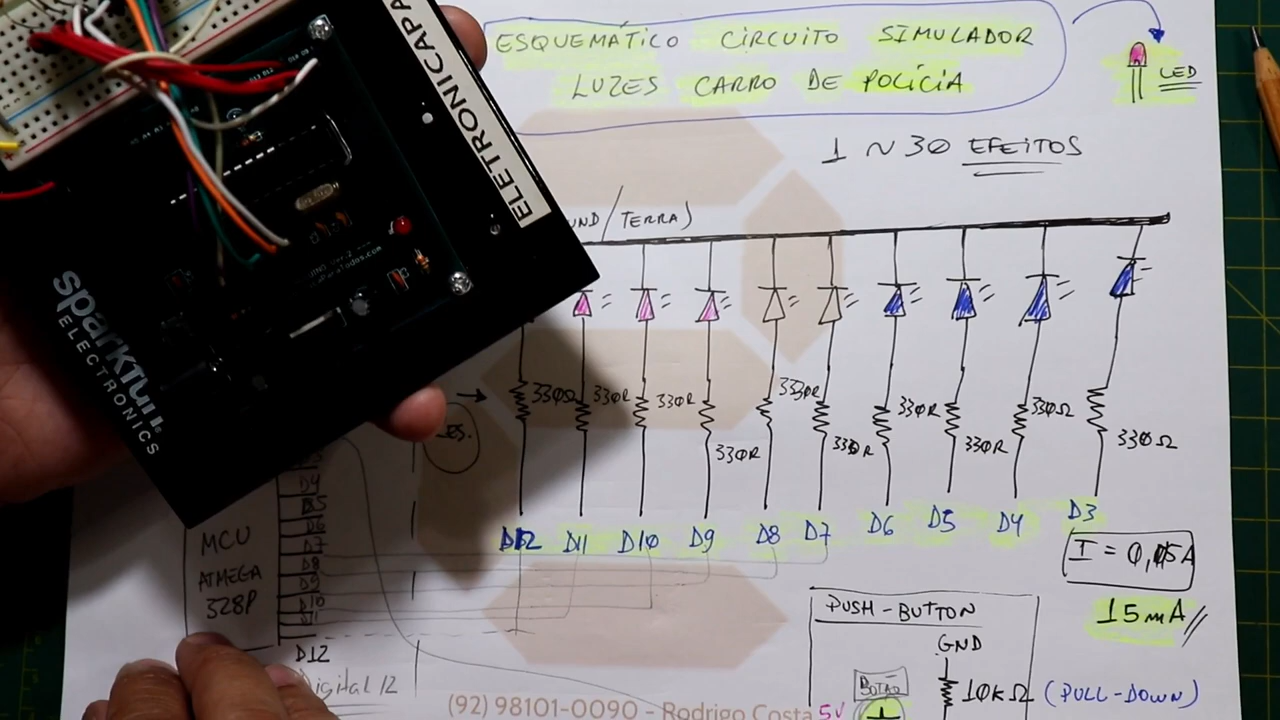 ESQUEMÁTICO CIRCUITO SIMULADOR
LUZES CARRO DE POLÍCIA
LED
1 ~ 30 EFEITOS
ELETRONICAPA
/TERRA)
sparkfun
ELECTRONICS
330Ω 330R 330R 330R 330R 330R 330R 330R 330Ω 330Ω
D12 D11 D10 D9 D8 D7 D6 D5 D4 D3
I = 0,015A
15mA
MCU
ATMEGA
328P
D4
D5
D6
D7
D8
D9
D10
D11
D12
Digital 12
PUSH-BUTTON
GND
BOTÃO
10KΩ (PULL-DOWN)
5V
(92) 98101-0090 - Rodrigo Costa